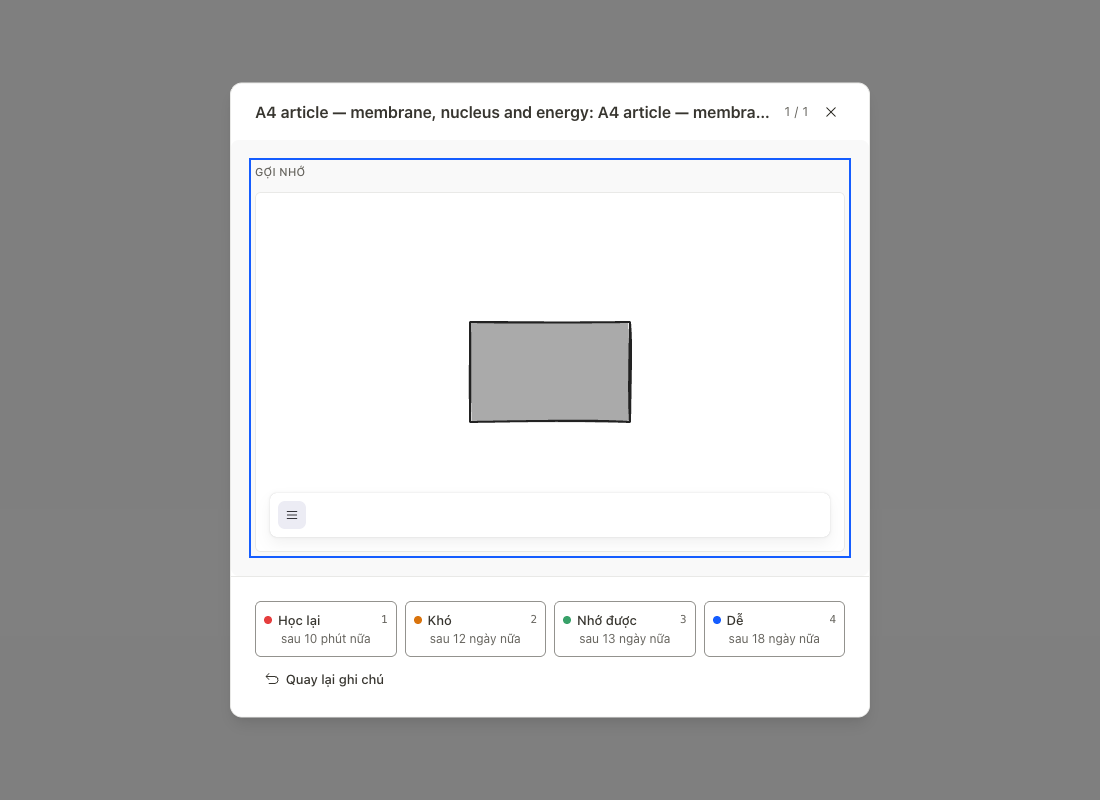 A4 article — membrane, nucleus and energy: A4 article — membra...
1 / 1
GỢI NHỚ
Học lại 1
sau 10 phút nữa
Khó 2
sau 12 ngày nữa
Nhớ được 3
sau 13 ngày nữa
Dễ 4
sau 18 ngày nữa
Quay lại ghi chú